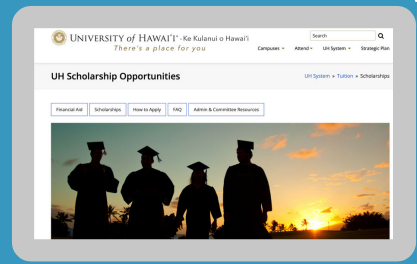 UNIVERSITY of HAWAI'I® · Ke Kulanui o Hawai'i
There's a place for you
Search
Campuses Attend UH System Strategic Plan
UH Scholarship Opportunities
UH System » Tuition » Scholarships
Financial Aid Scholarships How to Apply FAQ Admin & Committee Resources